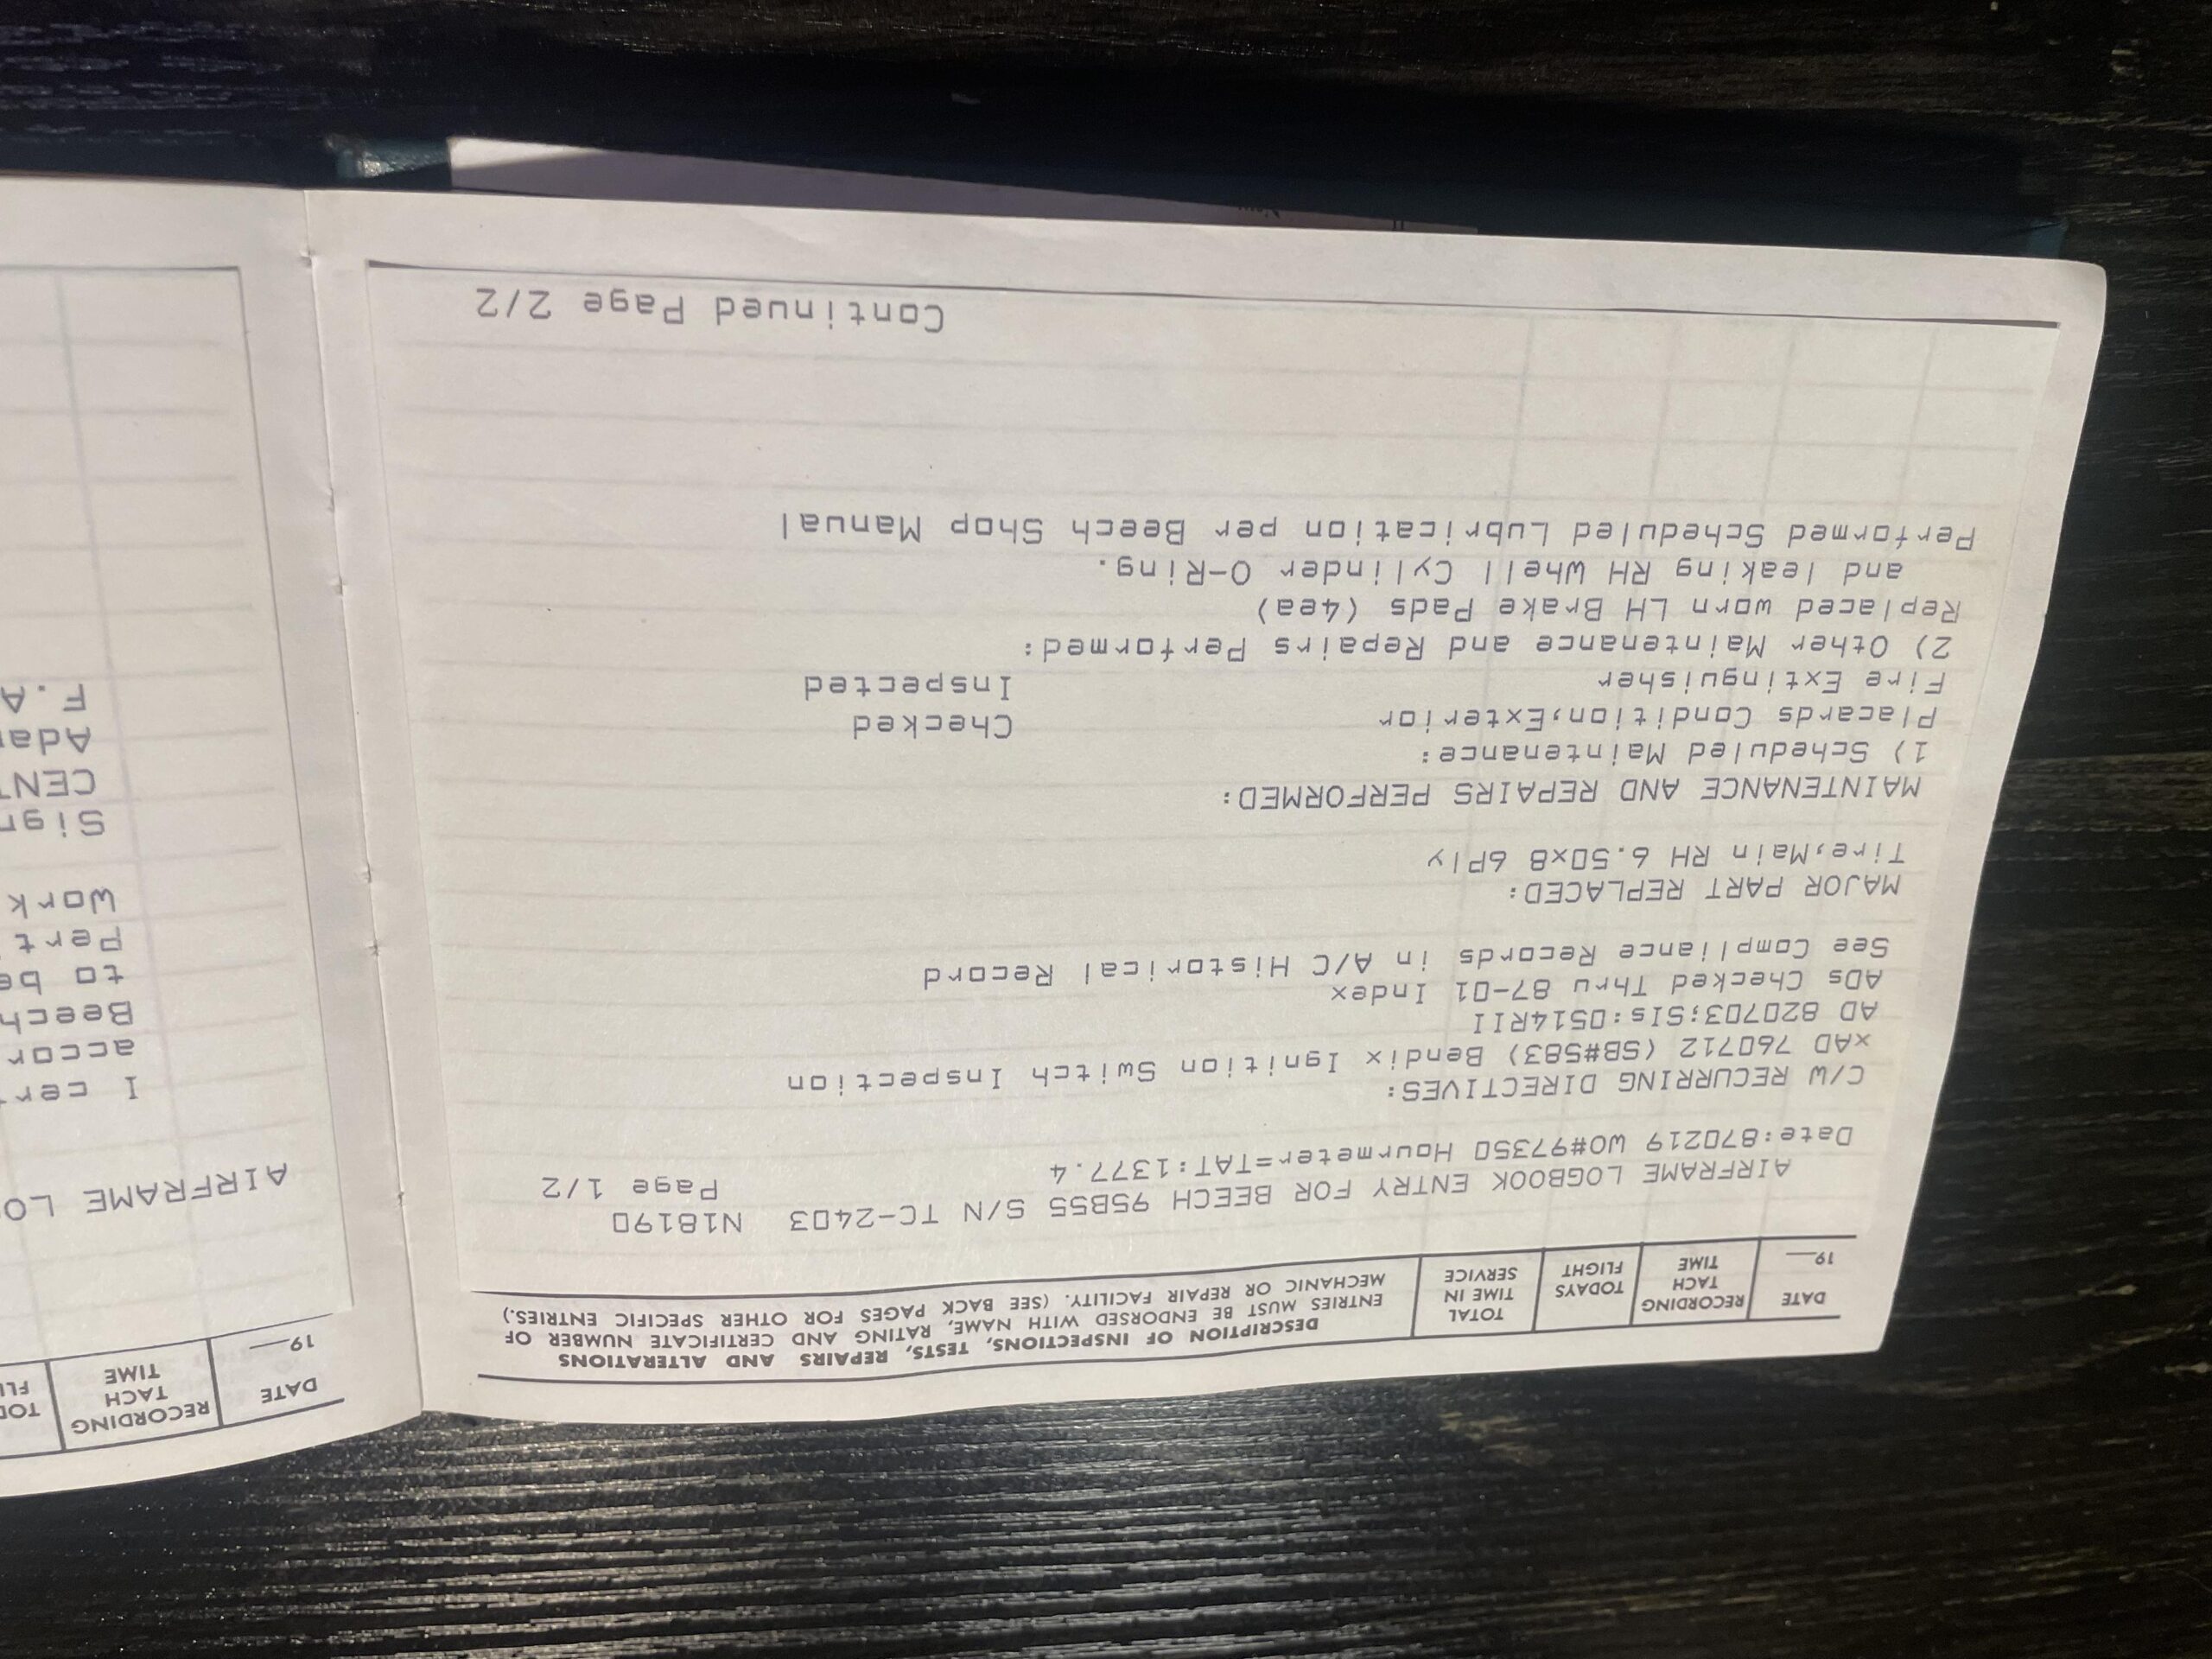 DATE
19
RECORDING
TACH
TIME
TODAYS
FLIGHT
TOTAL
TIME IN
SERVICE
DESCRIPTION OF INSPECTIONS, TESTS, REPAIRS AND ALTERATIONS
ENTRIES MUST BE ENDORSED WITH NAME, RATING AND CERTIFICATE NUMBER OF
MECHANIC OR REPAIR FACILITY. (SEE BACK PAGES FOR OTHER SPECIFIC ENTRIES.)
AIRFRAME LOGBOOK ENTRY FOR BEECH 95B55 S/N TC-2403 N18190
Date:870219 WO#97350 Hourmeter=TAT:1377.4 Page 1/2
C/W RECURRING DIRECTIVES:
xAD 760712 (SB#583) Bendix Ignition Switch Inspection
AD 820703;SIs:0514RII
ADs Checked Thru 87-01 Index
See Compliance Records in A/C Historical Record
MAJOR PART REPLACED:
Tire,Main RH 6.50x8 6Ply
MAINTENANCE AND REPAIRS PERFORMED:
1) Scheduled Maintenance:
Placards Condition,Exterior Checked
Fire Extinguisher Inspected
2) Other Maintenance and Repairs Performed:
Replaced worn LH Brake Pads (4ea)
and leaking RH Whell Cylinder O-Ring.
Performed Scheduled Lubrication per Beech Shop Manual
Continued Page 2/2
DATE
19
RECORDING
TACH
TIME
AIRFRAME LO
I cer
accor
Beech
to be
Pert
Work
Sign
CENT
Adam
F.A